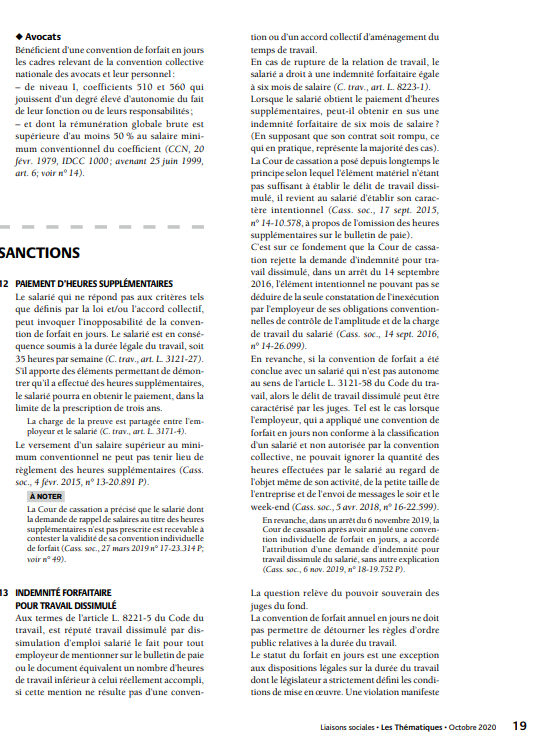 ◆ Avocats
Bénéficient d'une convention de forfait en jours
les cadres relevant de la convention collective
nationale des avocats et leur personnel :
– de niveau I, coefficients 510 et 560 qui
jouissent d'un degré élevé d'autonomie du fait
de leur fonction ou de leurs responsabilités ;
– et dont la rémunération globale brute est
supérieure d'au moins 50 % au salaire mini-
mum conventionnel du coefficient (CCN, 20
févr. 1979, IDCC 1000 ; avenant 25 juin 1999,
art. 6; voir n° 14).
SANCTIONS
12 PAIEMENT D'HEURES SUPPLÉMENTAIRES
Le salarié qui ne répond pas aux critères tels
que définis par la loi et/ou l'accord collectif,
peut invoquer l'inopposabilité de la conven-
tion de forfait en jours. Le salarié est en consé-
quence soumis à la durée légale du travail, soit
35 heures par semaine (C. trav., art. L. 3121-27).
S'il apporte des éléments permettant de démon-
trer qu'il a effectué des heures supplémentaires,
le salarié pourra en obtenir le paiement, dans la
limite de la prescription de trois ans.
La charge de la preuve est partagée entre l'em-
ployeur et le salarié (C. trav., art. L. 3171-4).
Le versement d'un salaire supérieur au mini-
mum conventionnel ne peut pas tenir lieu de
règlement des heures supplémentaires (Cass.
soc., 4 févr. 2015, n° 13-20.891 P).
À NOTER
La Cour de cassation a précisé que le salarié dont
la demande de rappel de salaires au titre des heures
supplémentaires n'est pas prescrite est recevable à
contester la validité de sa convention individuelle
de forfait (Cass. soc., 27 mars 2019 n° 17-23.314 P;
voir n° 49).
13 INDEMNITÉ FORFAITAIRE
POUR TRAVAIL DISSIMULÉ
Aux termes de l'article L. 8221-5 du Code du
travail, est réputé travail dissimulé par dis-
simulation d'emploi salarié le fait pour tout
employeur de mentionner sur le bulletin de paie
ou le document équivalent un nombre d'heures
de travail inférieur à celui réellement accompli,
si cette mention ne résulte pas d'une conven-
tion ou d'un accord collectif d'aménagement du
temps de travail.
En cas de rupture de la relation de travail, le
salarié a droit à une indemnité forfaitaire égale
à six mois de salaire (C. trav., art. L. 8223-1).
Lorsque le salarié obtient le paiement d'heures
supplémentaires, peut-il obtenir en sus une
indemnité forfaitaire de six mois de salaire ?
(En supposant que son contrat soit rompu, ce
qui en pratique, représente la majorité des cas).
La Cour de cassation a posé depuis longtemps le
principe selon lequel l'élément matériel n'étant
pas suffisant à établir le délit de travail dissi-
mulé, il revient au salarié d'établir son carac-
tère intentionnel (Cass. soc., 17 sept. 2015,
n° 14-10.578, à propos de l'omission des heures
supplémentaires sur le bulletin de paie).
C'est sur ce fondement que la Cour de cassa-
tion rejette la demande d'indemnité pour tra-
vail dissimulé, dans un arrêt du 14 septembre
2016, l'élément intentionnel ne pouvant pas se
déduire de la seule constatation de l'inexécution
par l'employeur de ses obligations convention-
nelles de contrôle de l'amplitude et de la charge
de travail du salarié (Cass. soc., 14 sept. 2016,
n° 14-26.099).
En revanche, si la convention de forfait a été
conclue avec un salarié qui n'est pas autonome
au sens de l'article L. 3121-58 du Code du tra-
vail, alors le délit de travail dissimulé peut être
caractérisé par les juges. Tel est le cas lorsque
l'employeur, qui a appliqué une convention de
forfait en jours non conforme à la classification
d'un salarié et non autorisée par la convention
collective, ne pouvait ignorer la quantité des
heures effectuées par le salarié au regard de
l'objet même de son activité, de la petite taille de
l'entreprise et de l'envoi de messages le soir et le
week-end (Cass. soc., 5 avr. 2018, n° 16-22.599).
En revanche, dans un arrêt du 6 novembre 2019, la
Cour de cassation après avoir annulé une conven-
tion individuelle de forfait en jours, a accordé
l'attribution d'une demande d'indemnité pour
travail dissimulé du salarié, sans autre explication
(Cass. soc., 6 nov. 2019, n° 18-19.752 P).
La question relève du pouvoir souverain des
juges du fond.
La convention de forfait annuel en jours ne doit
pas permettre de détourner les règles d'ordre
public relatives à la durée du travail.
Le statut du forfait en jours est une exception
aux dispositions légales sur la durée du travail
dont le législateur a strictement défini les condi-
tions de mise en œuvre. Une violation manifeste
Liaisons sociales • Les Thématiques • Octobre 2020 19